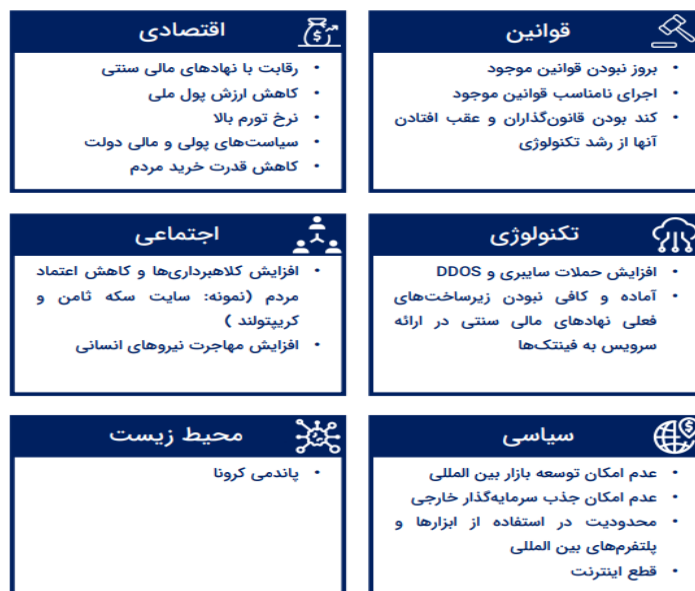 قوانین
• بروز نبودن قوانین موجود
• اجرای نامناسب قوانین موجود
• کند بودن قانون‌گذاران و عقب افتادن
آنها از رشد تکنولوژی
اقتصادی
• رقابت با نهادهای مالی سنتی
• کاهش ارزش پول ملی
• نرخ تورم بالا
• سیاست‌های پولی و مالی دولت
• کاهش قدرت خرید مردم
تکنولوژی
• افزایش حملات سایبری و DDOS
• آماده و کافی نبودن زیرساخت‌های
فعلی نهادهای مالی سنتی در ارائه
سرویس به فینتک‌ها
اجتماعی
• افزایش کلاهبرداری‌ها و کاهش اعتماد
مردم (نمونه: سایت سکه ثامن و
کریپتولند )
• افزایش مهاجرت نیروهای انسانی
سیاسی
• عدم امکان توسعه بازار بین المللی
• عدم امکان جذب سرمایه‌گذار خارجی
• محدودیت در استفاده از ابزارها و
پلتفرم‌های بین المللی
• قطع اینترنت
محیط زیست
• پاندمی کرونا